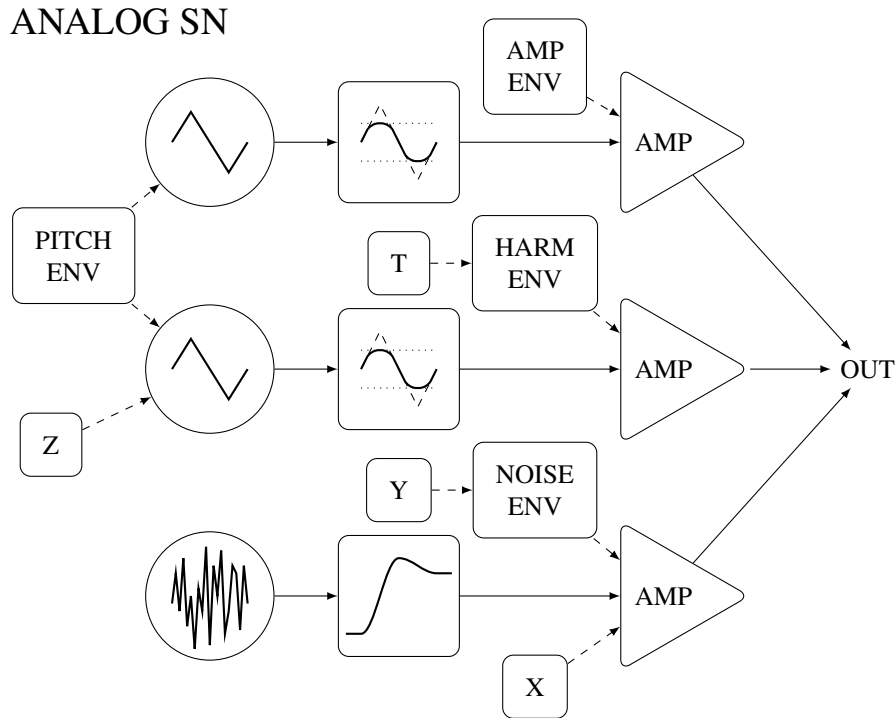 ANALOG SN
AMP
ENV
AMP
PITCH
ENV
T
HARM
ENV
AMP
OUT
Z
Y
NOISE
ENV
AMP
X